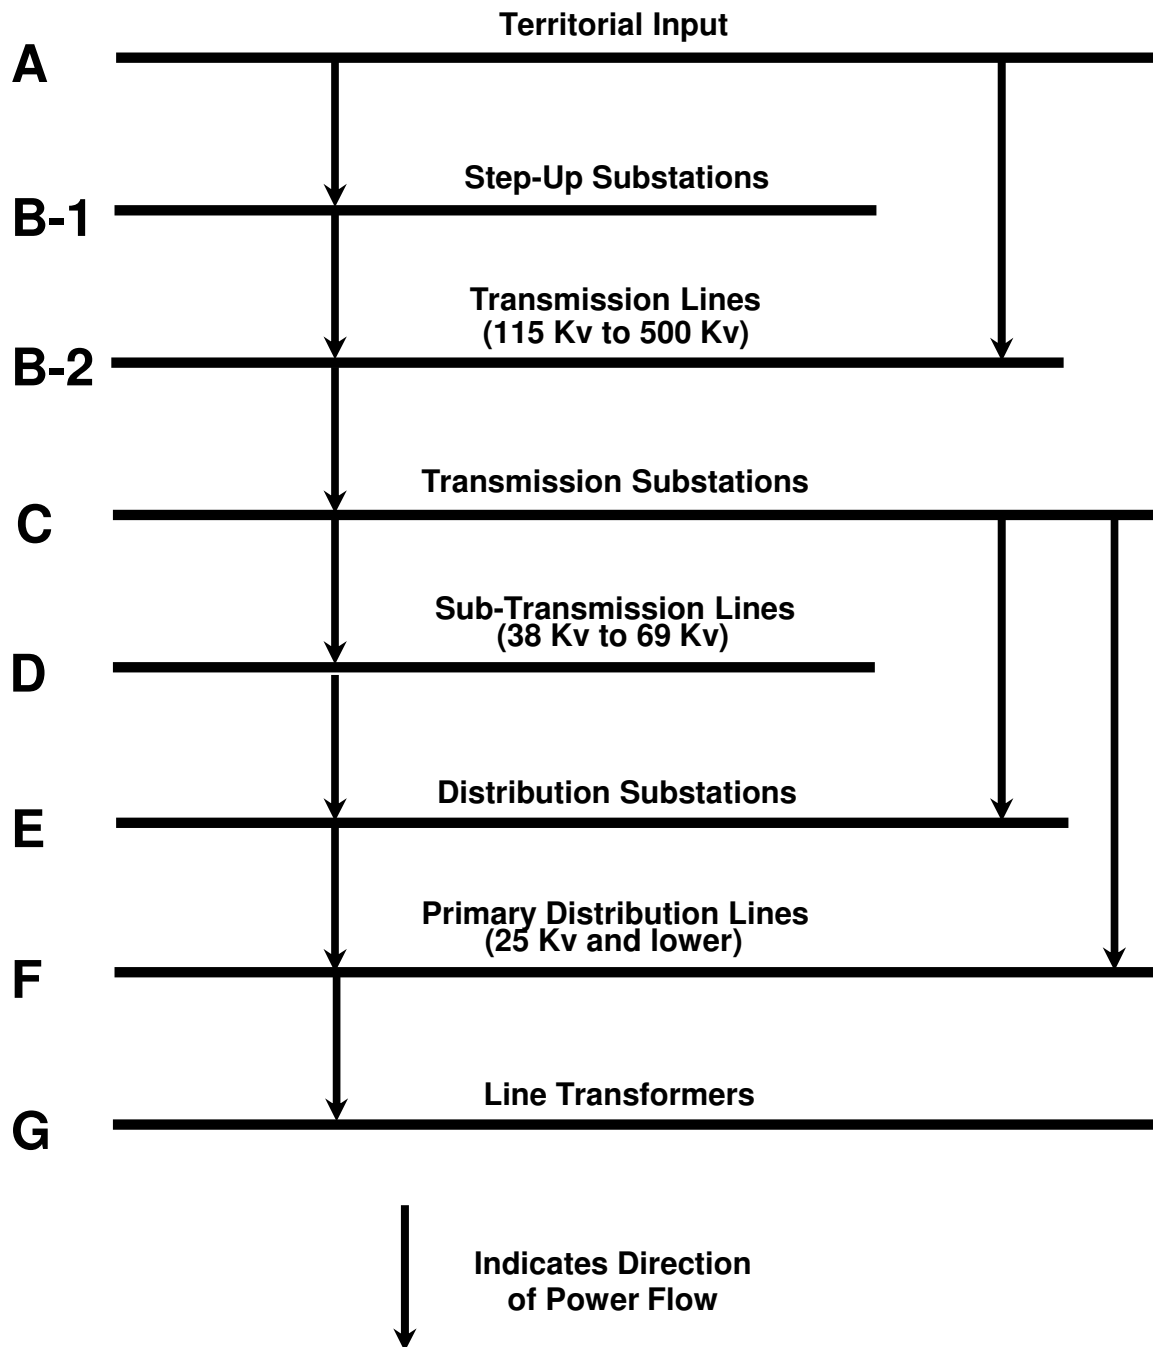 Territorial Input
A
Step-Up Substations
B-1
Transmission Lines
(115 Kv to 500 Kv)
B-2
Transmission Substations
C
Sub-Transmission Lines
(38 Kv to 69 Kv)
D
Distribution Substations
E
Primary Distribution Lines
(25 Kv and lower)
F
Line Transformers
G
Indicates Direction
of Power Flow